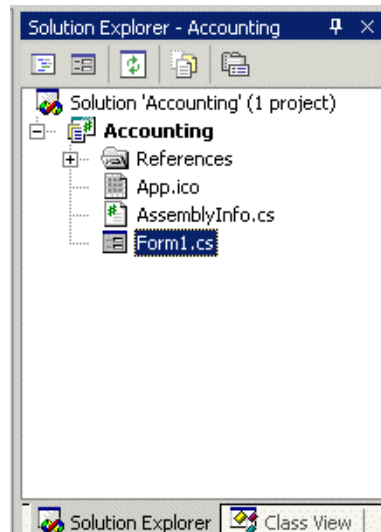 Solution Explorer - Accounting
Solution 'Accounting' (1 project)
Accounting
References
App.ico
AssemblyInfo.cs
Form1.cs
Solution Explorer Class View